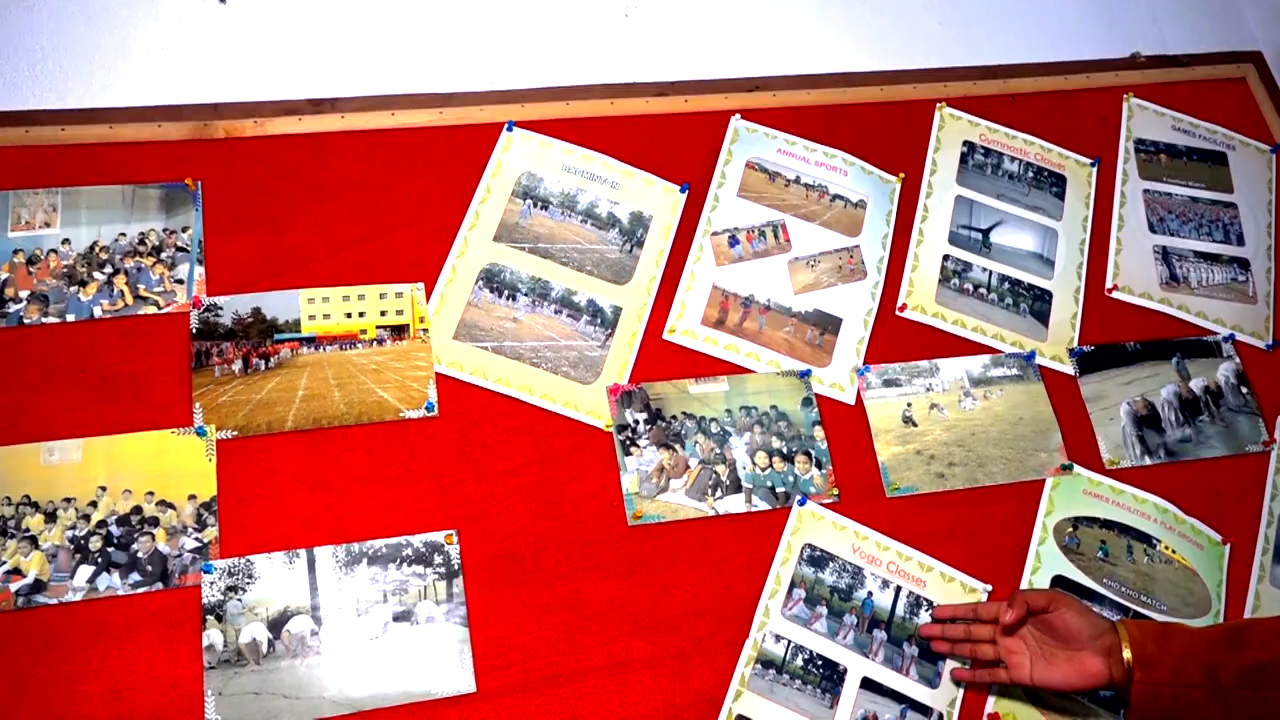 BADMINTON
ANNUAL SPORTS
Gymnastic Classes
GAMES FACILITIES
Yoga Classes
GAMES FACILITIES & PLAY GROUND
KHO KHO MATCH